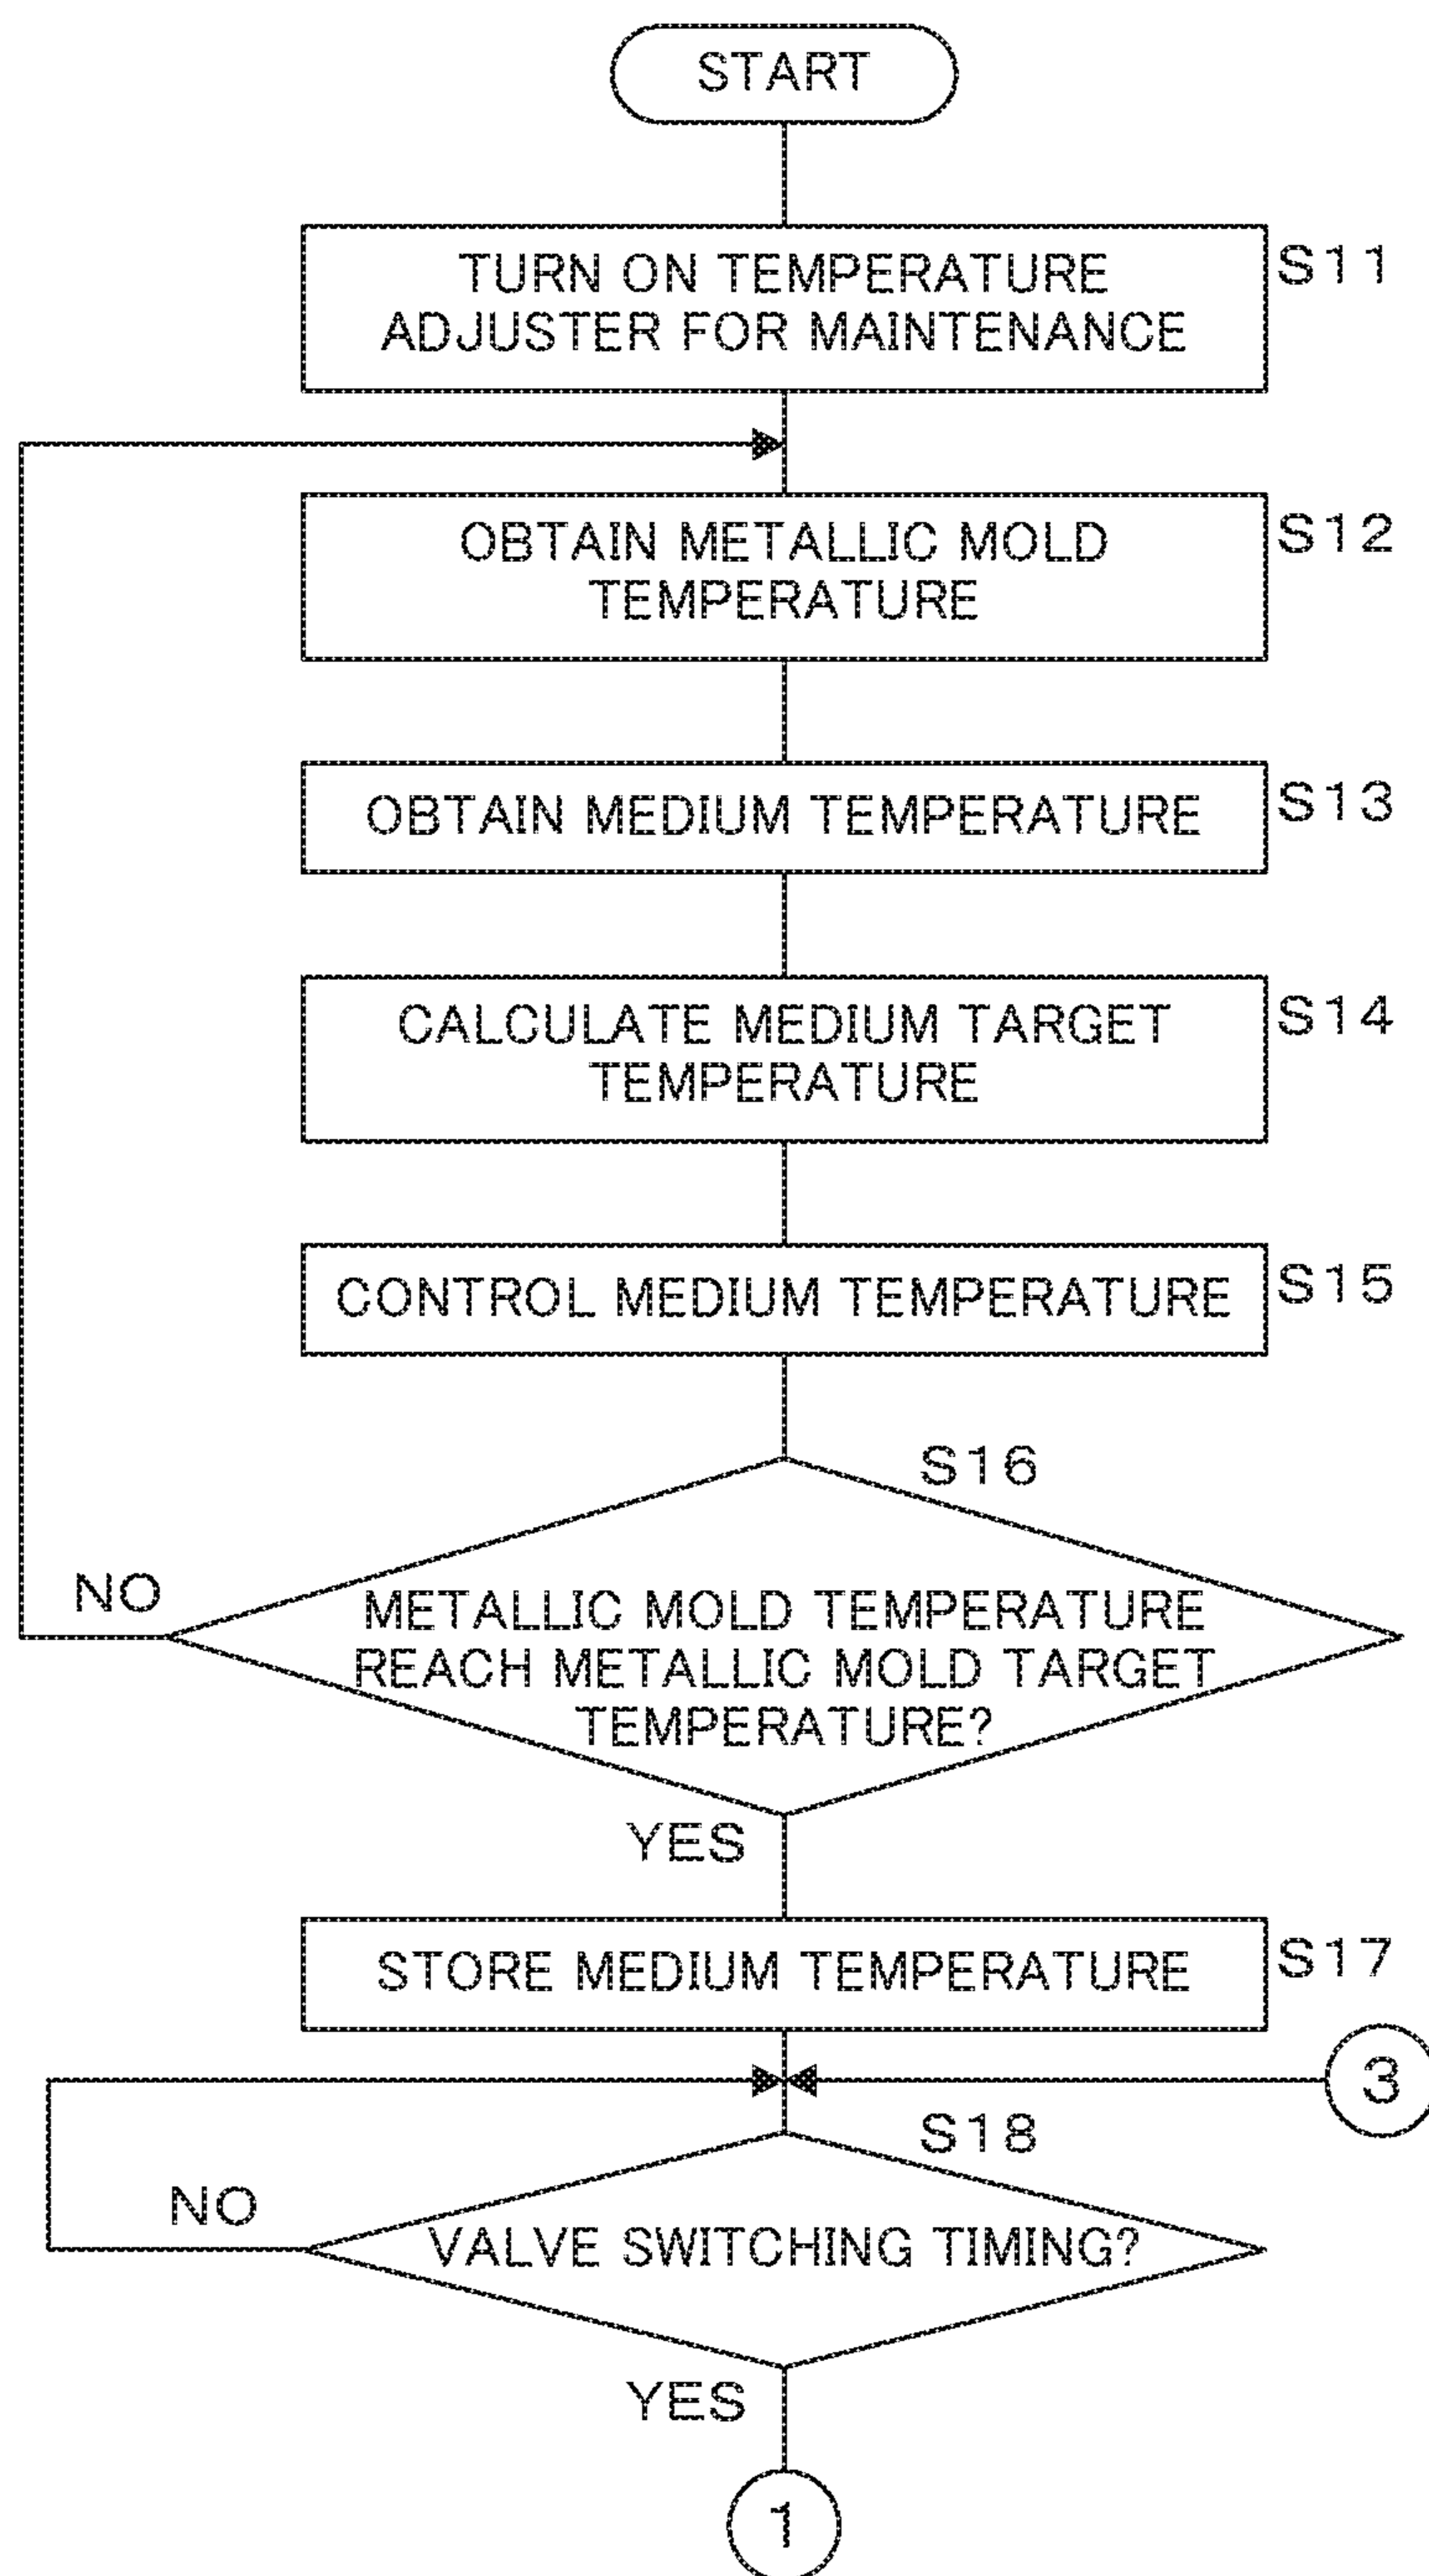 START
TURN ON TEMPERATURE
ADJUSTER FOR MAINTENANCE
S11
OBTAIN METALLIC MOLD
TEMPERATURE
S12
OBTAIN MEDIUM TEMPERATURE
S13
CALCULATE MEDIUM TARGET
TEMPERATURE
S14
CONTROL MEDIUM TEMPERATURE
S15
S16
NO
METALLIC MOLD TEMPERATURE
REACH METALLIC MOLD TARGET
TEMPERATURE?
YES
STORE MEDIUM TEMPERATURE
S17
3
S18
NO
VALVE SWITCHING TIMING?
YES
1